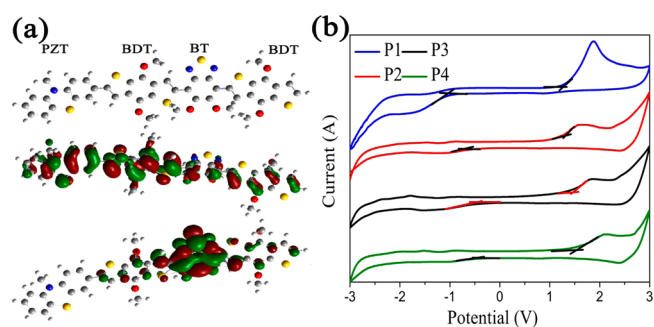 (a)
PZT BDT BT BDT
(b)
P1 P3
P2 P4
Current (A)
-3 -2 -1 0 1 2 3
Potential (V)